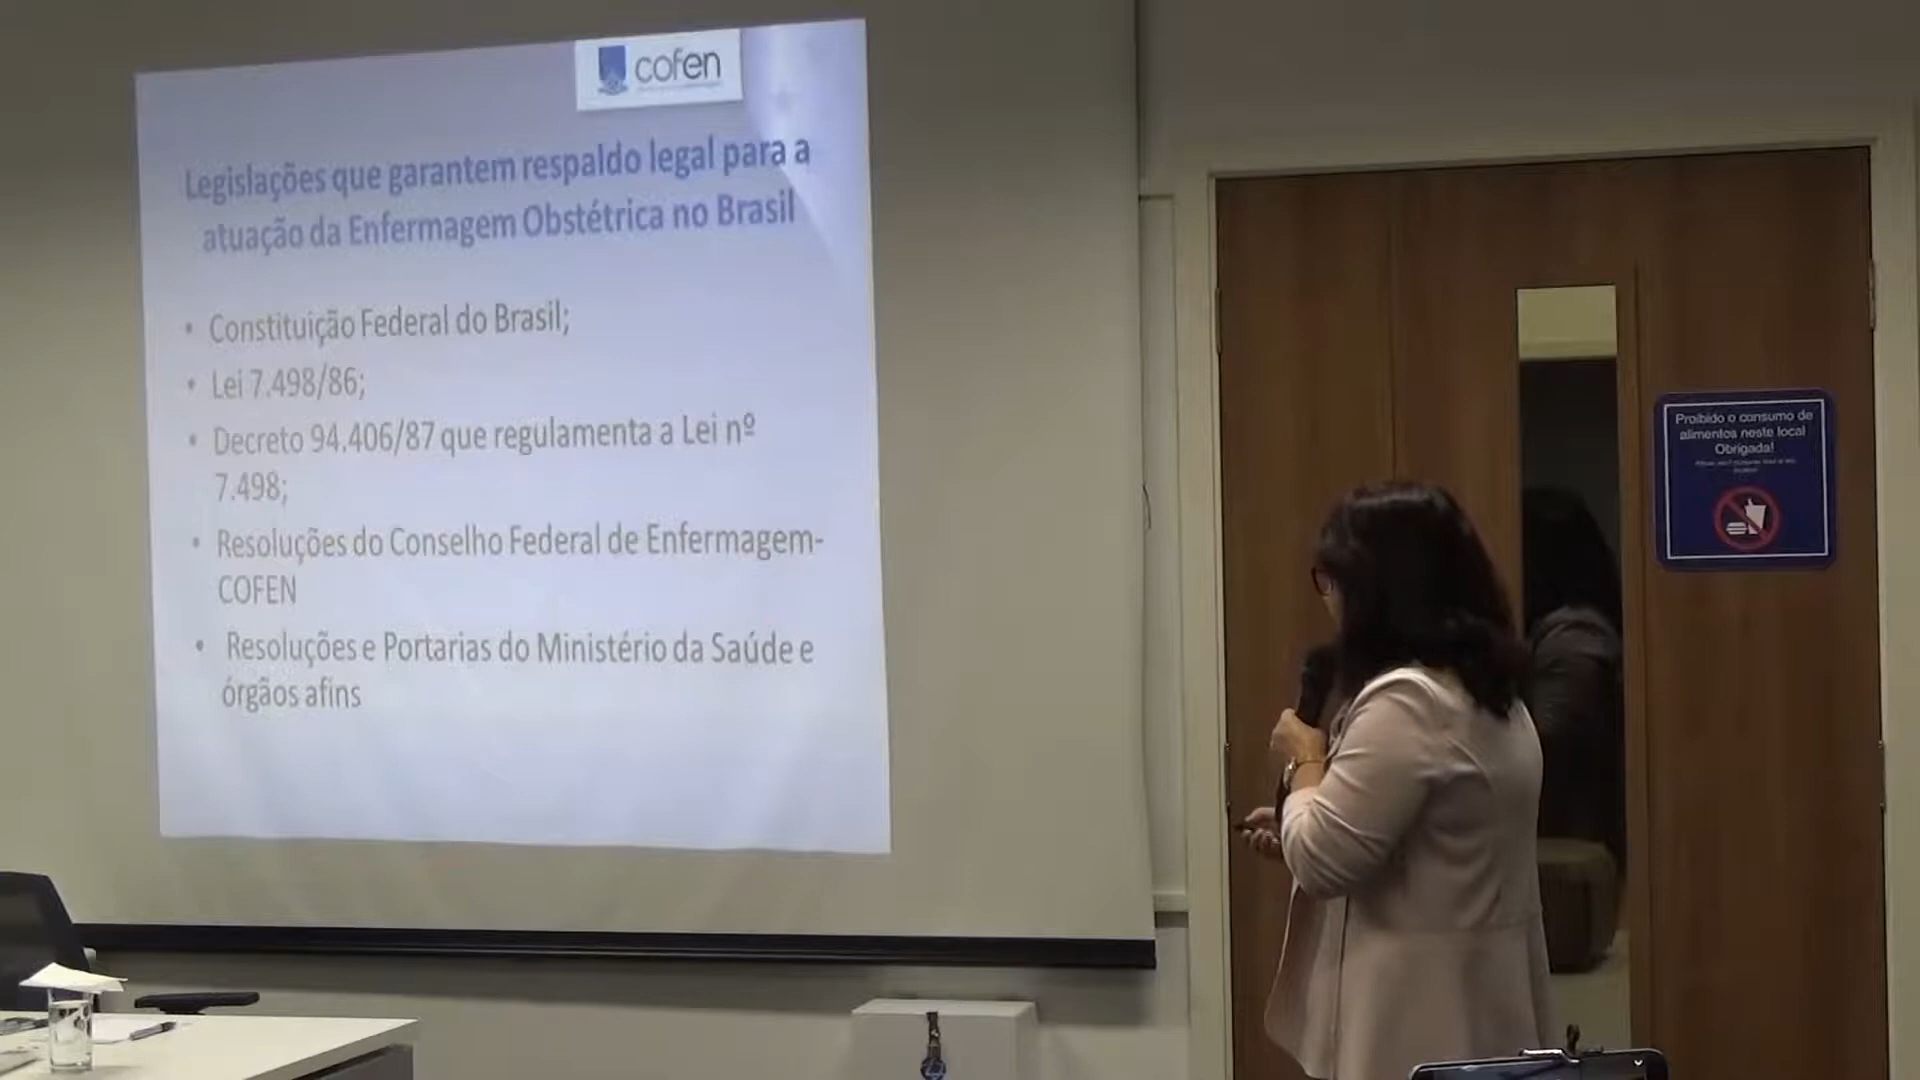 cofen
Legislações que garantem respaldo legal para a
atuação da Enfermagem Obstétrica no Brasil
• Constituição Federal do Brasil;
• Lei 7.498/86;
• Decreto 94.406/87 que regulamenta a Lei nº
7.498;
• Resoluções do Conselho Federal de Enfermagem-
COFEN
• Resoluções e Portarias do Ministério da Saúde e
órgãos afins
Proibido o consumo de
alimentos neste local
Obrigada!